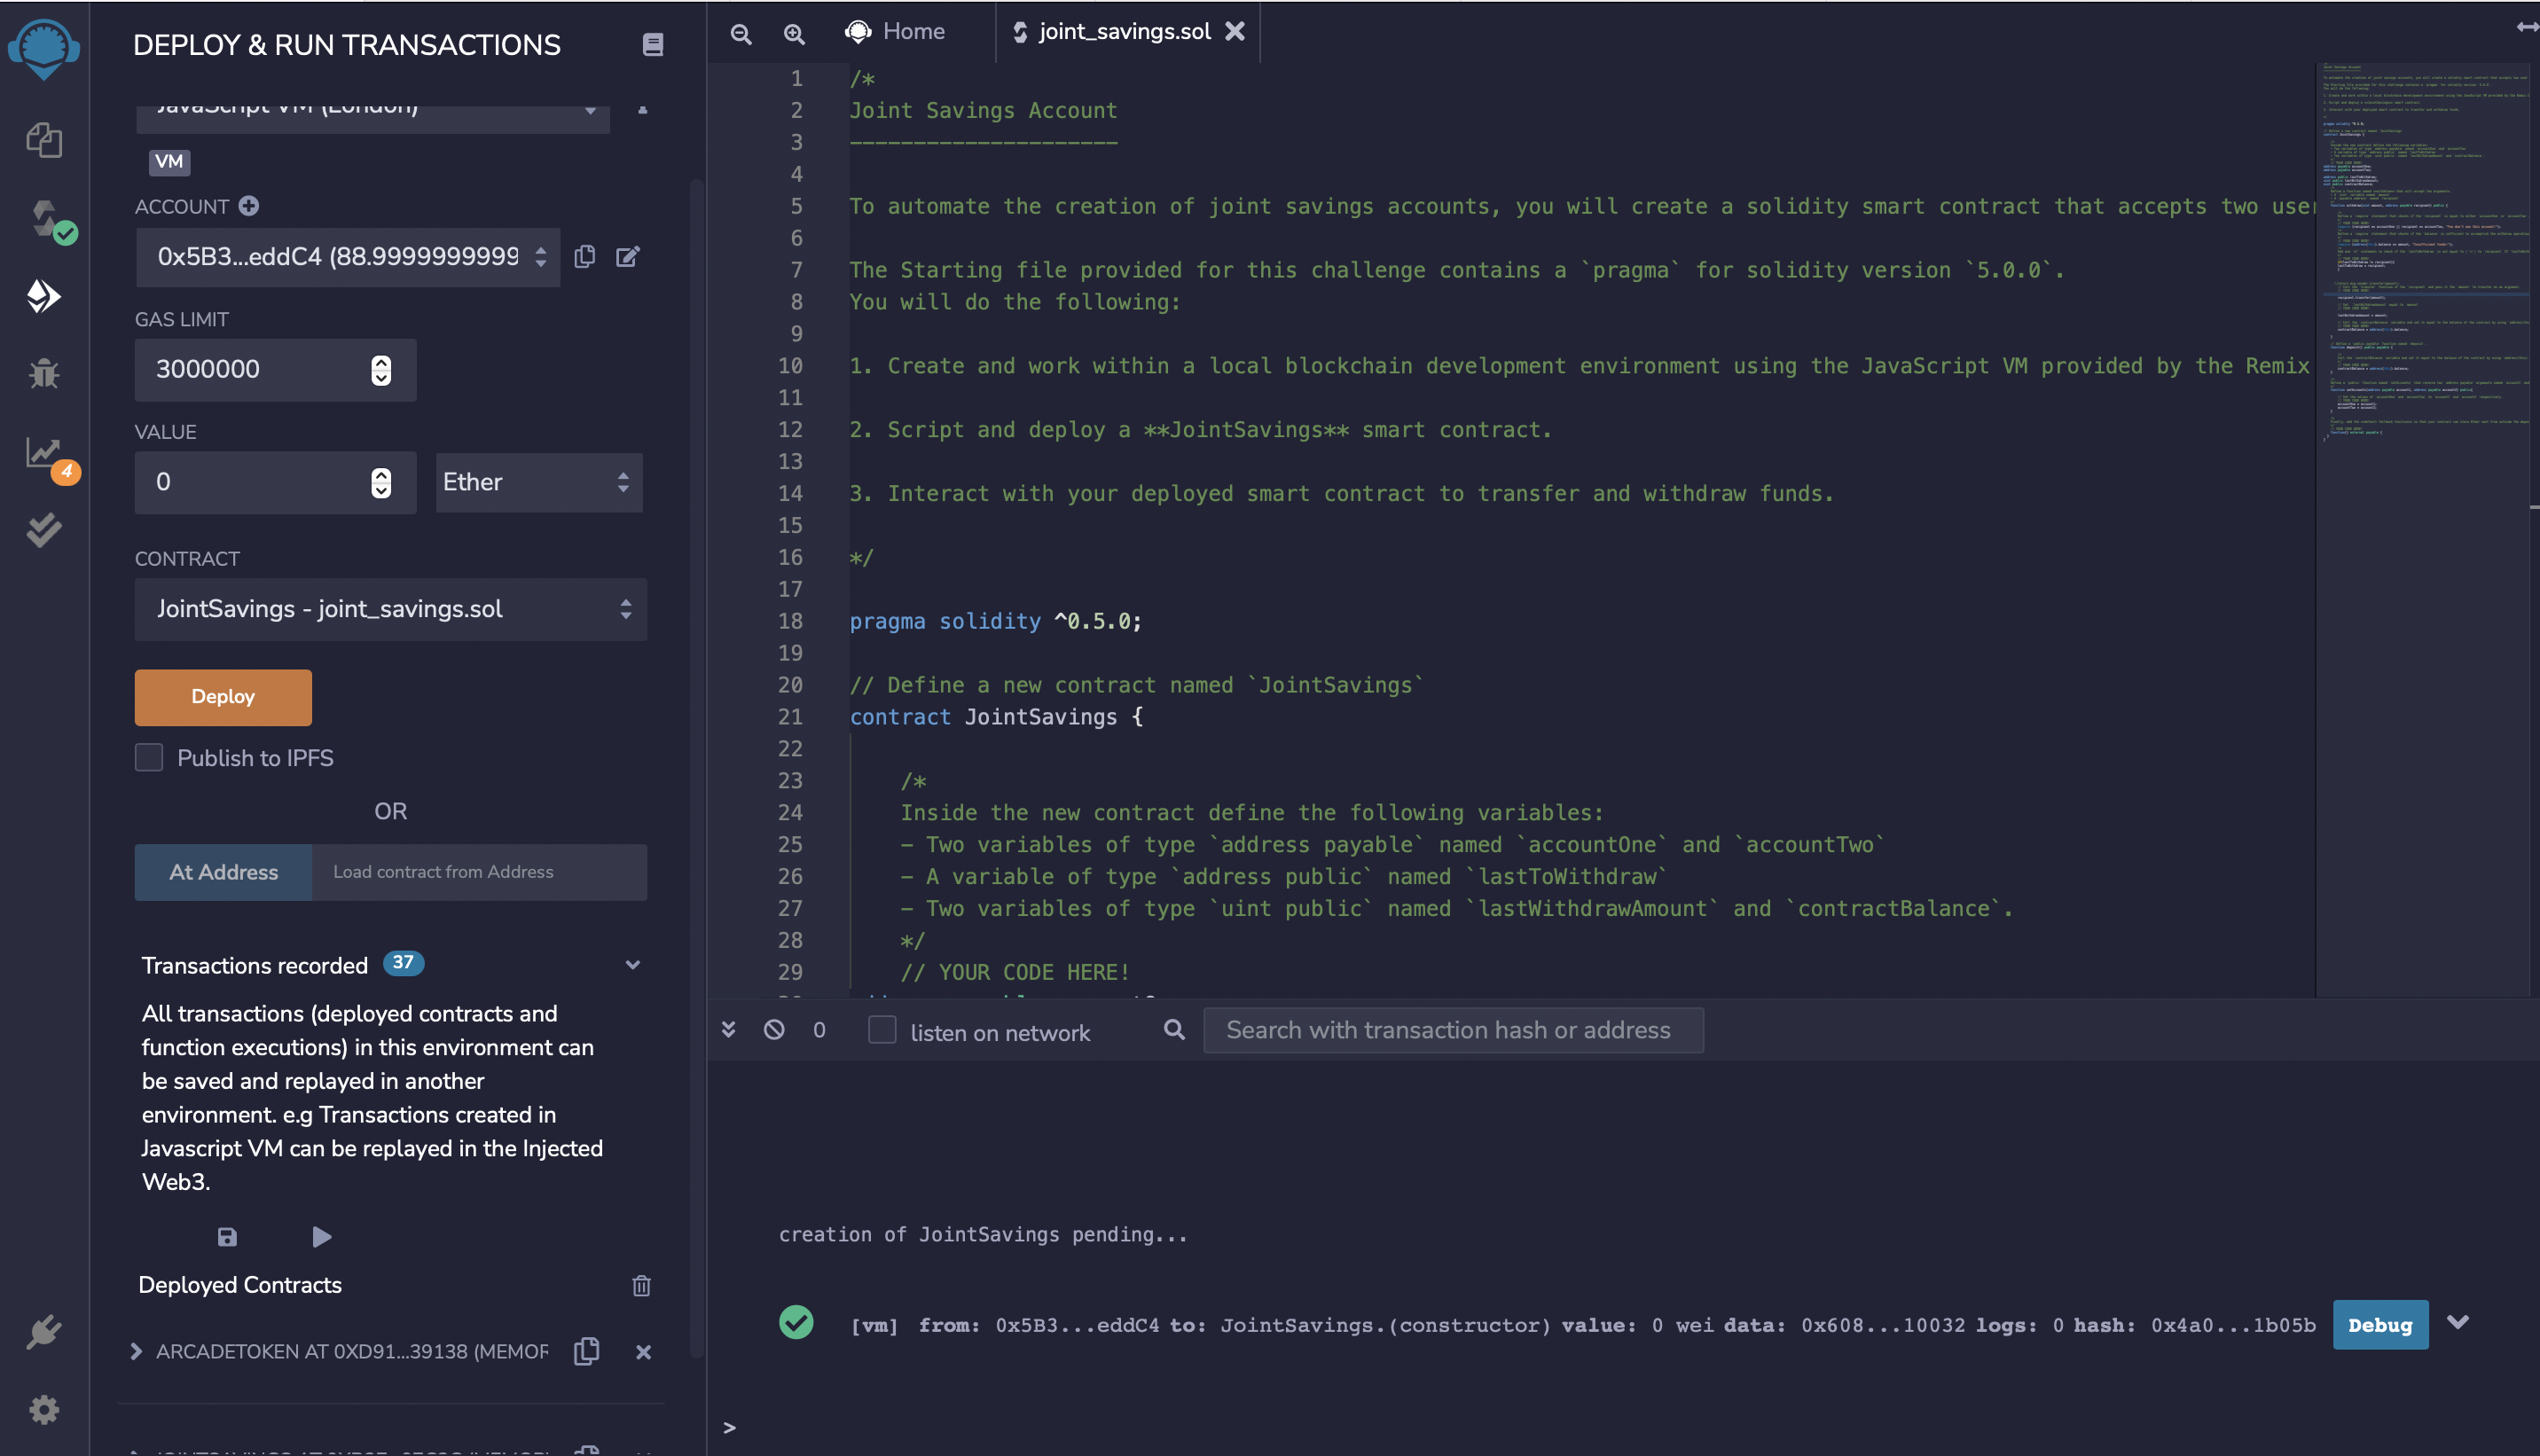 DEPLOY & RUN TRANSACTIONS
JavaScript VM (London)
VM
ACCOUNT
0x5B3...eddC4 (88.9999999999
GAS LIMIT
3000000
VALUE
0
Ether
CONTRACT
JointSavings - joint_savings.sol
Deploy
Publish to IPFS
OR
At Address
Load contract from Address
Transactions recorded 37
All transactions (deployed contracts and
function executions) in this environment can
be saved and replayed in another
environment. e.g Transactions created in
Javascript VM can be replayed in the Injected
Web3.
Deployed Contracts
ARCADETOKEN AT 0XD91...39138 (MEMOR
4
Home
joint_savings.sol
1 /*
2 Joint Savings Account
3 ---------------------
4
5 To automate the creation of joint savings accounts, you will create a solidity smart contract that accepts two user
6
7 The Starting file provided for this challenge contains a `pragma` for solidity version `5.0.0`.
8 You will do the following:
9
10 1. Create and work within a local blockchain development environment using the JavaScript VM provided by the Remix
11
12 2. Script and deploy a **JointSavings** smart contract.
13
14 3. Interact with your deployed smart contract to transfer and withdraw funds.
15
16 */
17
18 pragma solidity ^0.5.0;
19
20 // Define a new contract named `JointSavings`
21 contract JointSavings {
22
23 /*
24 Inside the new contract define the following variables:
25 - Two variables of type `address payable` named `accountOne` and `accountTwo`
26 - A variable of type `address public` named `lastToWithdraw`
27 - Two variables of type `uint public` named `lastWithdrawAmount` and `contractBalance`.
28 */
29 // YOUR CODE HERE!
0
listen on network
Search with transaction hash or address
creation of JointSavings pending...
[vm] from: 0x5B3...eddC4 to: JointSavings.(constructor) value: 0 wei data: 0x608...10032 logs: 0 hash: 0x4a0...1b05b
Debug
>